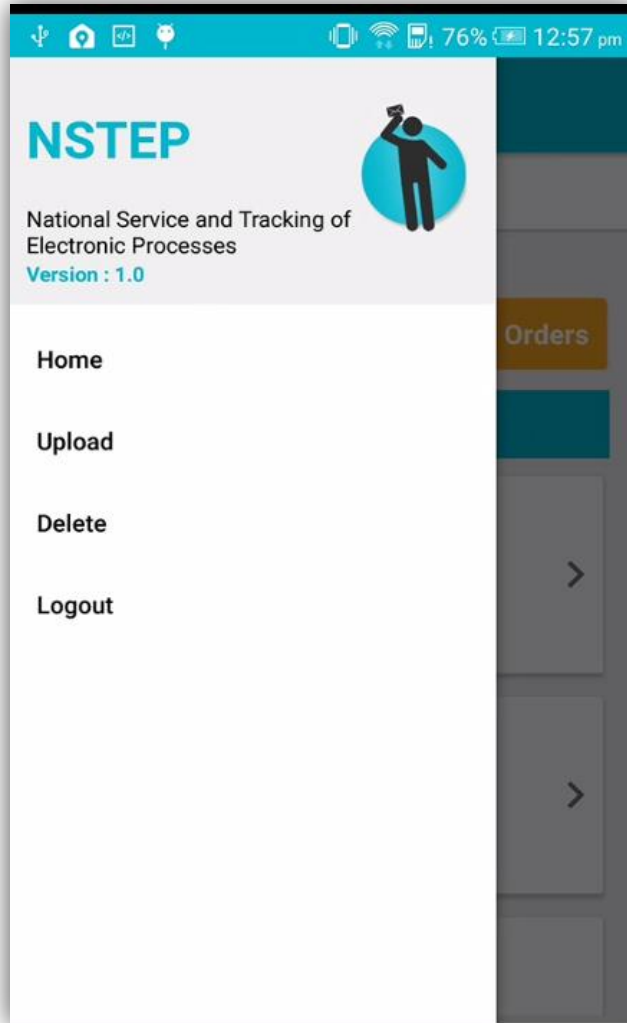 76% 12:57 pm
NSTEP
National Service and Tracking of
Electronic Processes
Version : 1.0
Orders
Home
Upload
Delete
Logout